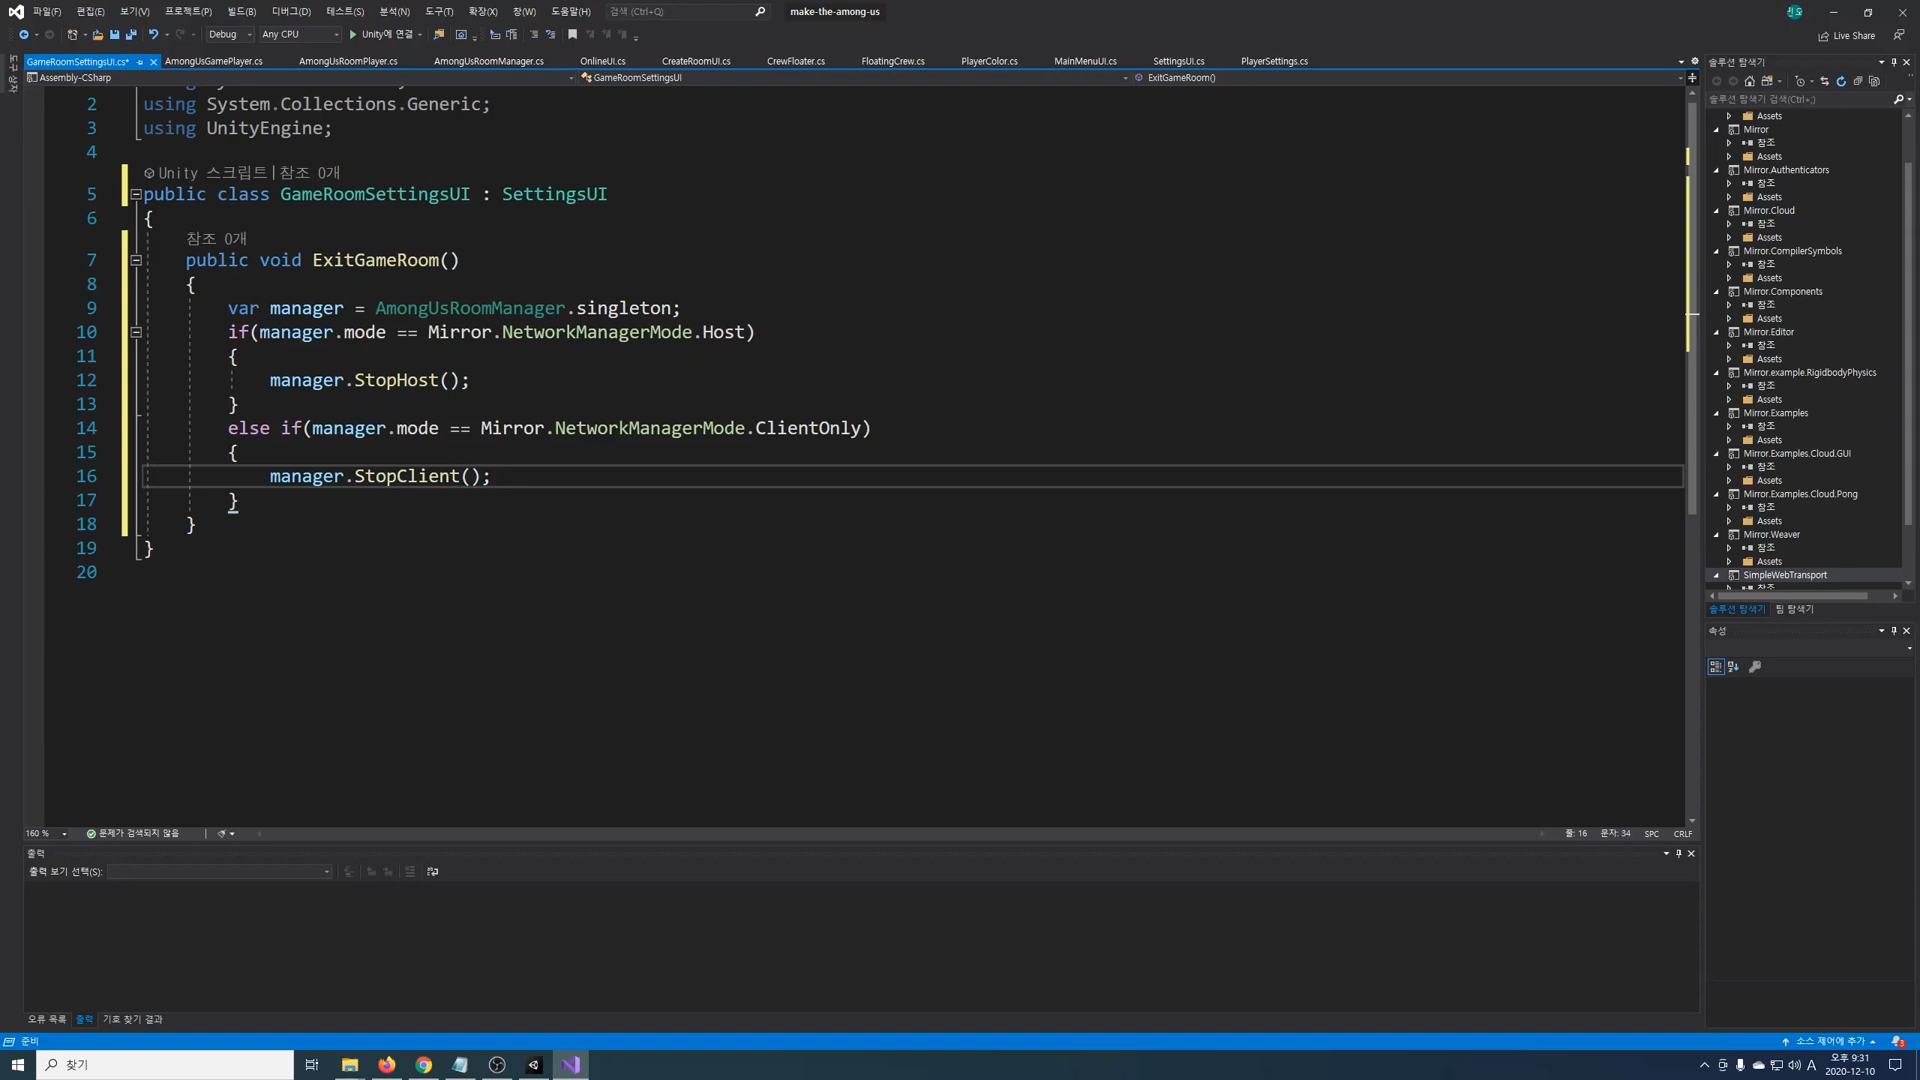 파일(F) 편집(E) 보기(V) 프로젝트(P) 빌드(B) 디버그(D) 테스트(S) 분석(N) 도구(T) 확장(X) 창(W) 도움말(H) 검색 (Ctrl+Q) make-the-among-us
Debug Any CPU Unity에 연결 Live Share
GameRoomSettingsUI.cs* AmongUsGamePlayer.cs AmongUsRoomPlayer.cs AmongUsRoomManager.cs OnlineUI.cs CreateRoomUI.cs CrewFloater.cs FloatingCrew.cs PlayerColor.cs MainMenuUI.cs SettingsUI.cs PlayerSettings.cs
Assembly-CSharp GameRoomSettingsUI ExitGameRoom()
2 using System.Collections.Generic;
3 using UnityEngine;
4
Unity 스크립트|참조 0개
5 public class GameRoomSettingsUI : SettingsUI
6 {
참조 0개
7 public void ExitGameRoom()
8 {
9 var manager = AmongUsRoomManager.singleton;
10 if(manager.mode == Mirror.NetworkManagerMode.Host)
11 {
12 manager.StopHost();
13 }
14 else if(manager.mode == Mirror.NetworkManagerMode.ClientOnly)
15 {
16 manager.StopClient();
17 }
18 }
19 }
20
160 % 문제가 검색되지 않음 줄: 16 문자: 34 SPC CRLF
출력
출력 보기 선택(S):
오류 목록 출력 기호 찾기 결과
솔루션 탐색기
솔루션 탐색기 검색(Ctrl+;)
Assets
Mirror
참조
Assets
Mirror.Authenticators
참조
Assets
Mirror.Cloud
참조
Assets
Mirror.CompilerSymbols
참조
Assets
Mirror.Components
참조
Assets
Mirror.Editor
참조
Assets
Mirror.example.RigidbodyPhysics
참조
Assets
Mirror.Examples
참조
Assets
Mirror.Examples.Cloud.GUI
참조
Assets
Mirror.Examples.Cloud.Pong
참조
Assets
Mirror.Weaver
참조
Assets
SimpleWebTransport
참조
솔루션 탐색기 팀 탐색기
속성
준비 소스 제어에 추가
찾기 A 오후 9:31
2020-12-10